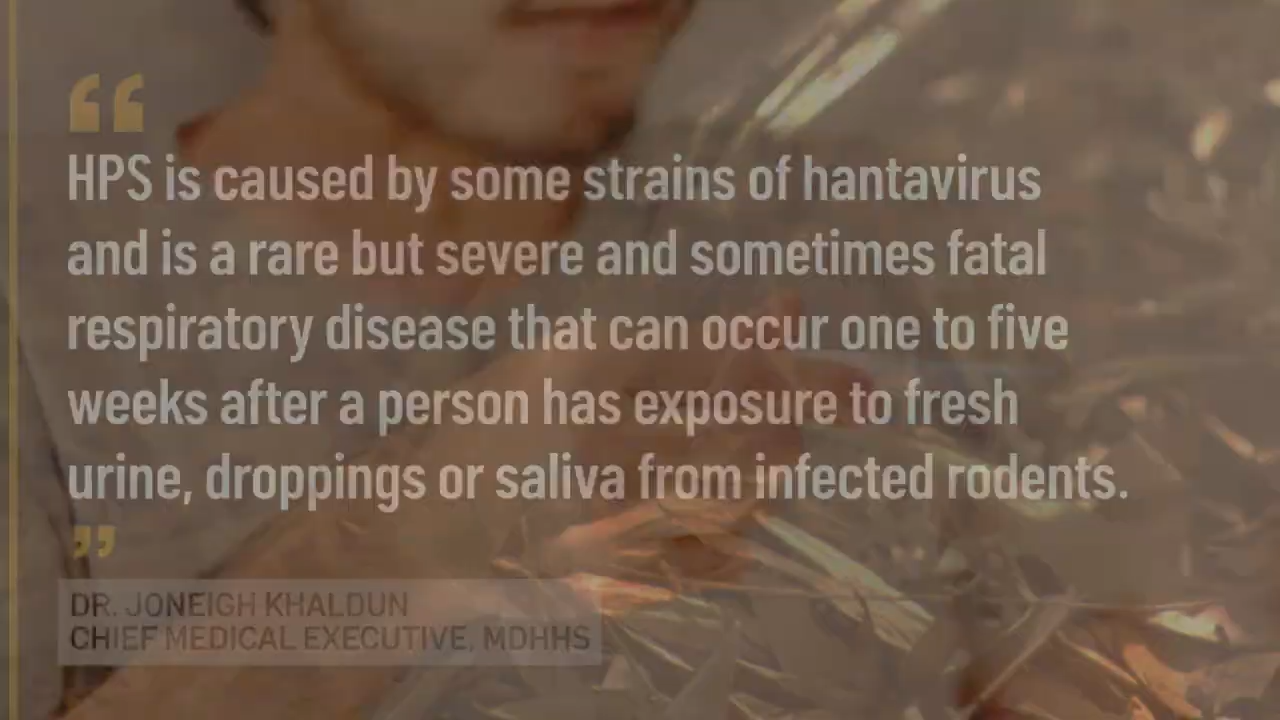 “
HPS is caused by some strains of hantavirus
and is a rare but severe and sometimes fatal
respiratory disease that can occur one to five
weeks after a person has exposure to fresh
urine, droppings or saliva from infected rodents.
”
DR. JONEIGH KHALDUN
CHIEF MEDICAL EXECUTIVE, MDHHS